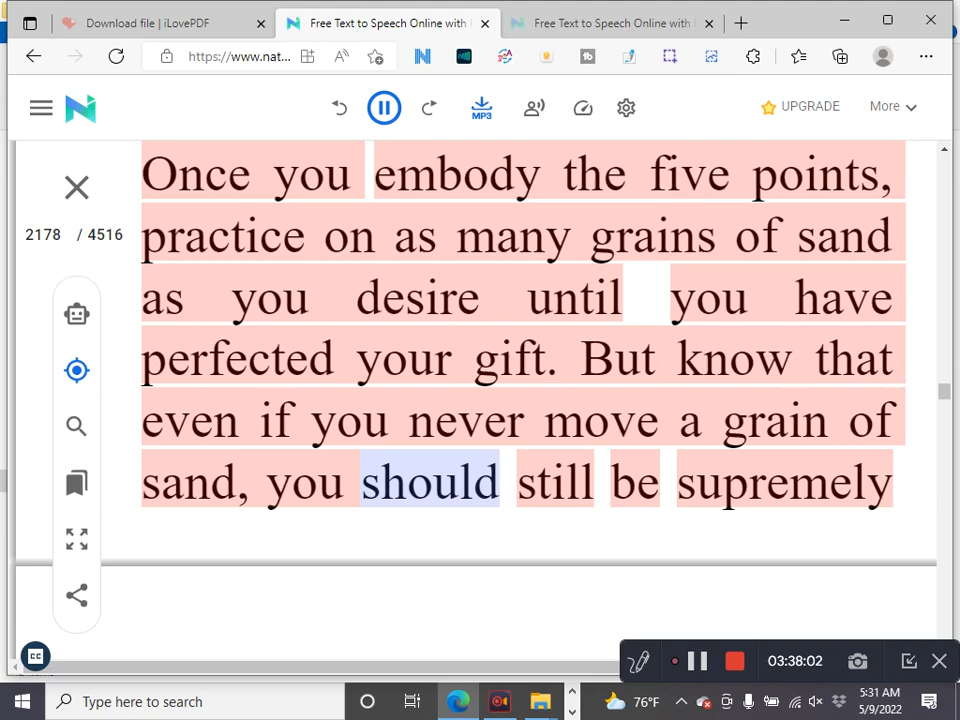 Download file | iLovePDF
Free Text to Speech Online with
Free Text to Speech Online with
https://www.nat...
UPGRADE
More
MP3
Once you embody the five points,
2178 / 4516
practice on as many grains of sand
as you desire until you have
perfected your gift. But know that
even if you never move a grain of
sand, you should still be supremely
CC
03:38:02
Type here to search
76°F
5:31 AM
5/9/2022